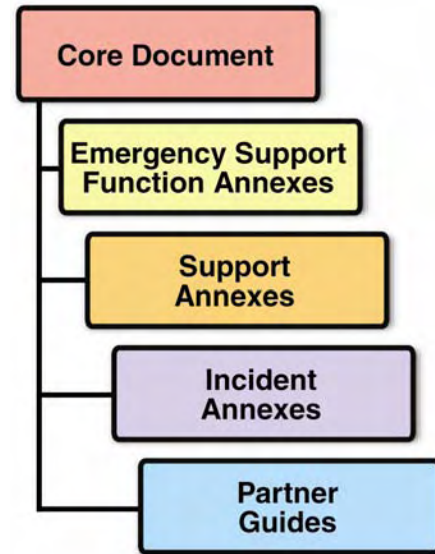 Core Document
Emergency Support
Function Annexes
Support
Annexes
Incident
Annexes
Partner
Guides